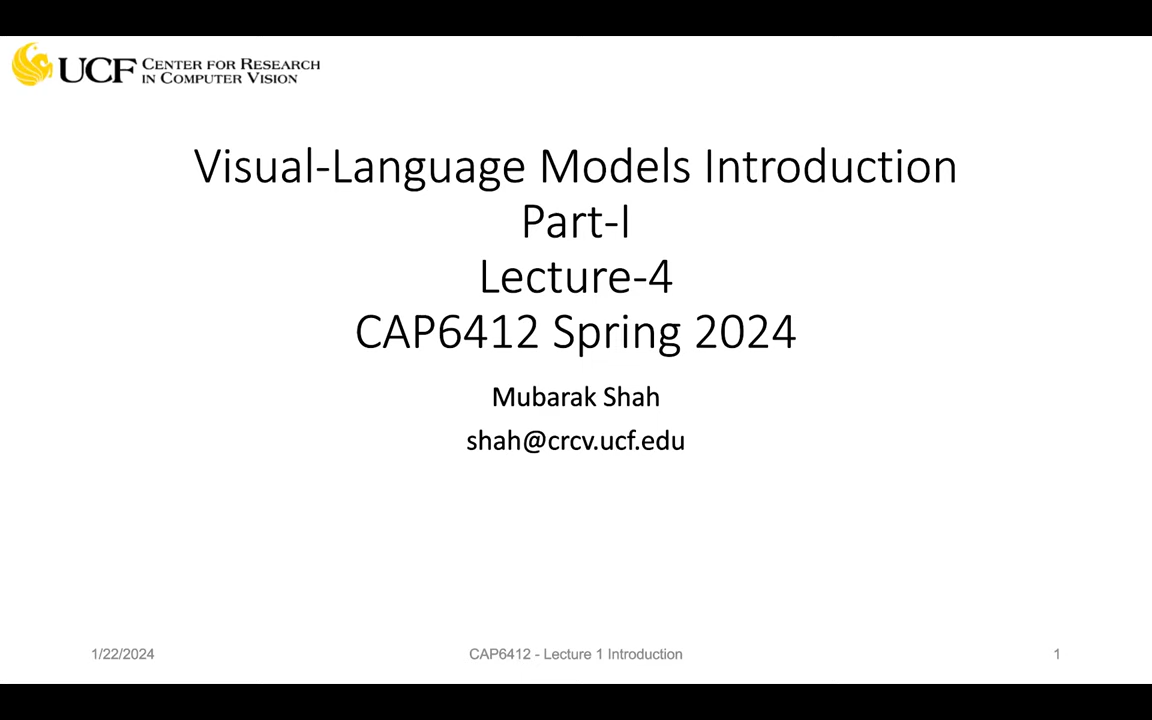 UCF CENTER FOR RESEARCH
IN COMPUTER VISION
Visual-Language Models Introduction
Part-I
Lecture-4
CAP6412 Spring 2024
Mubarak Shah
shah@crcv.ucf.edu
1/22/2024
CAP6412 - Lecture 1 Introduction
1